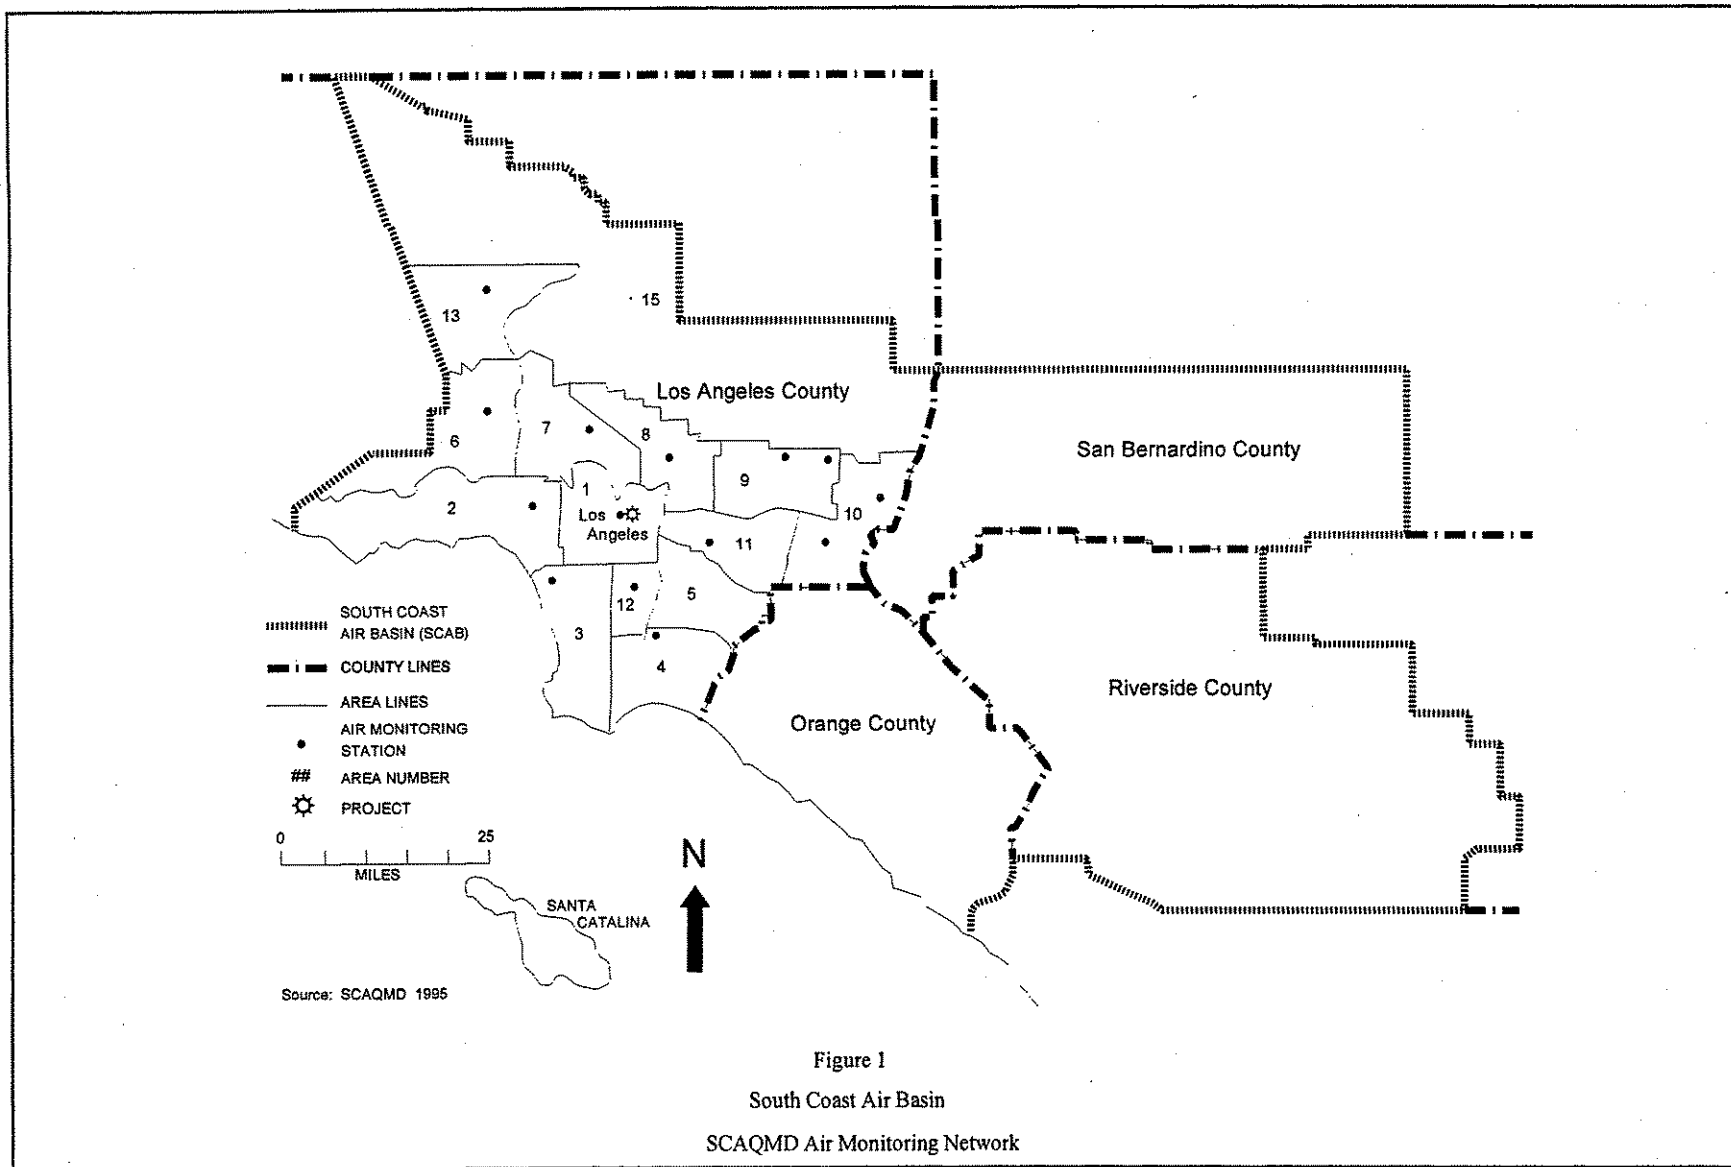 15
13
Los Angeles County
6
7
8
San Bernardino County
9
1
2
Los
Angeles
10
11
12
5
3
4
SOUTH COAST
AIR BASIN (SCAB)
COUNTY LINES
AREA LINES
AIR MONITORING
STATION
## AREA NUMBER
PROJECT
Riverside County
Orange County
0 25
MILES
N
SANTA
CATALINA
Source: SCAQMD 1995
Figure 1
South Coast Air Basin
SCAQMD Air Monitoring Network